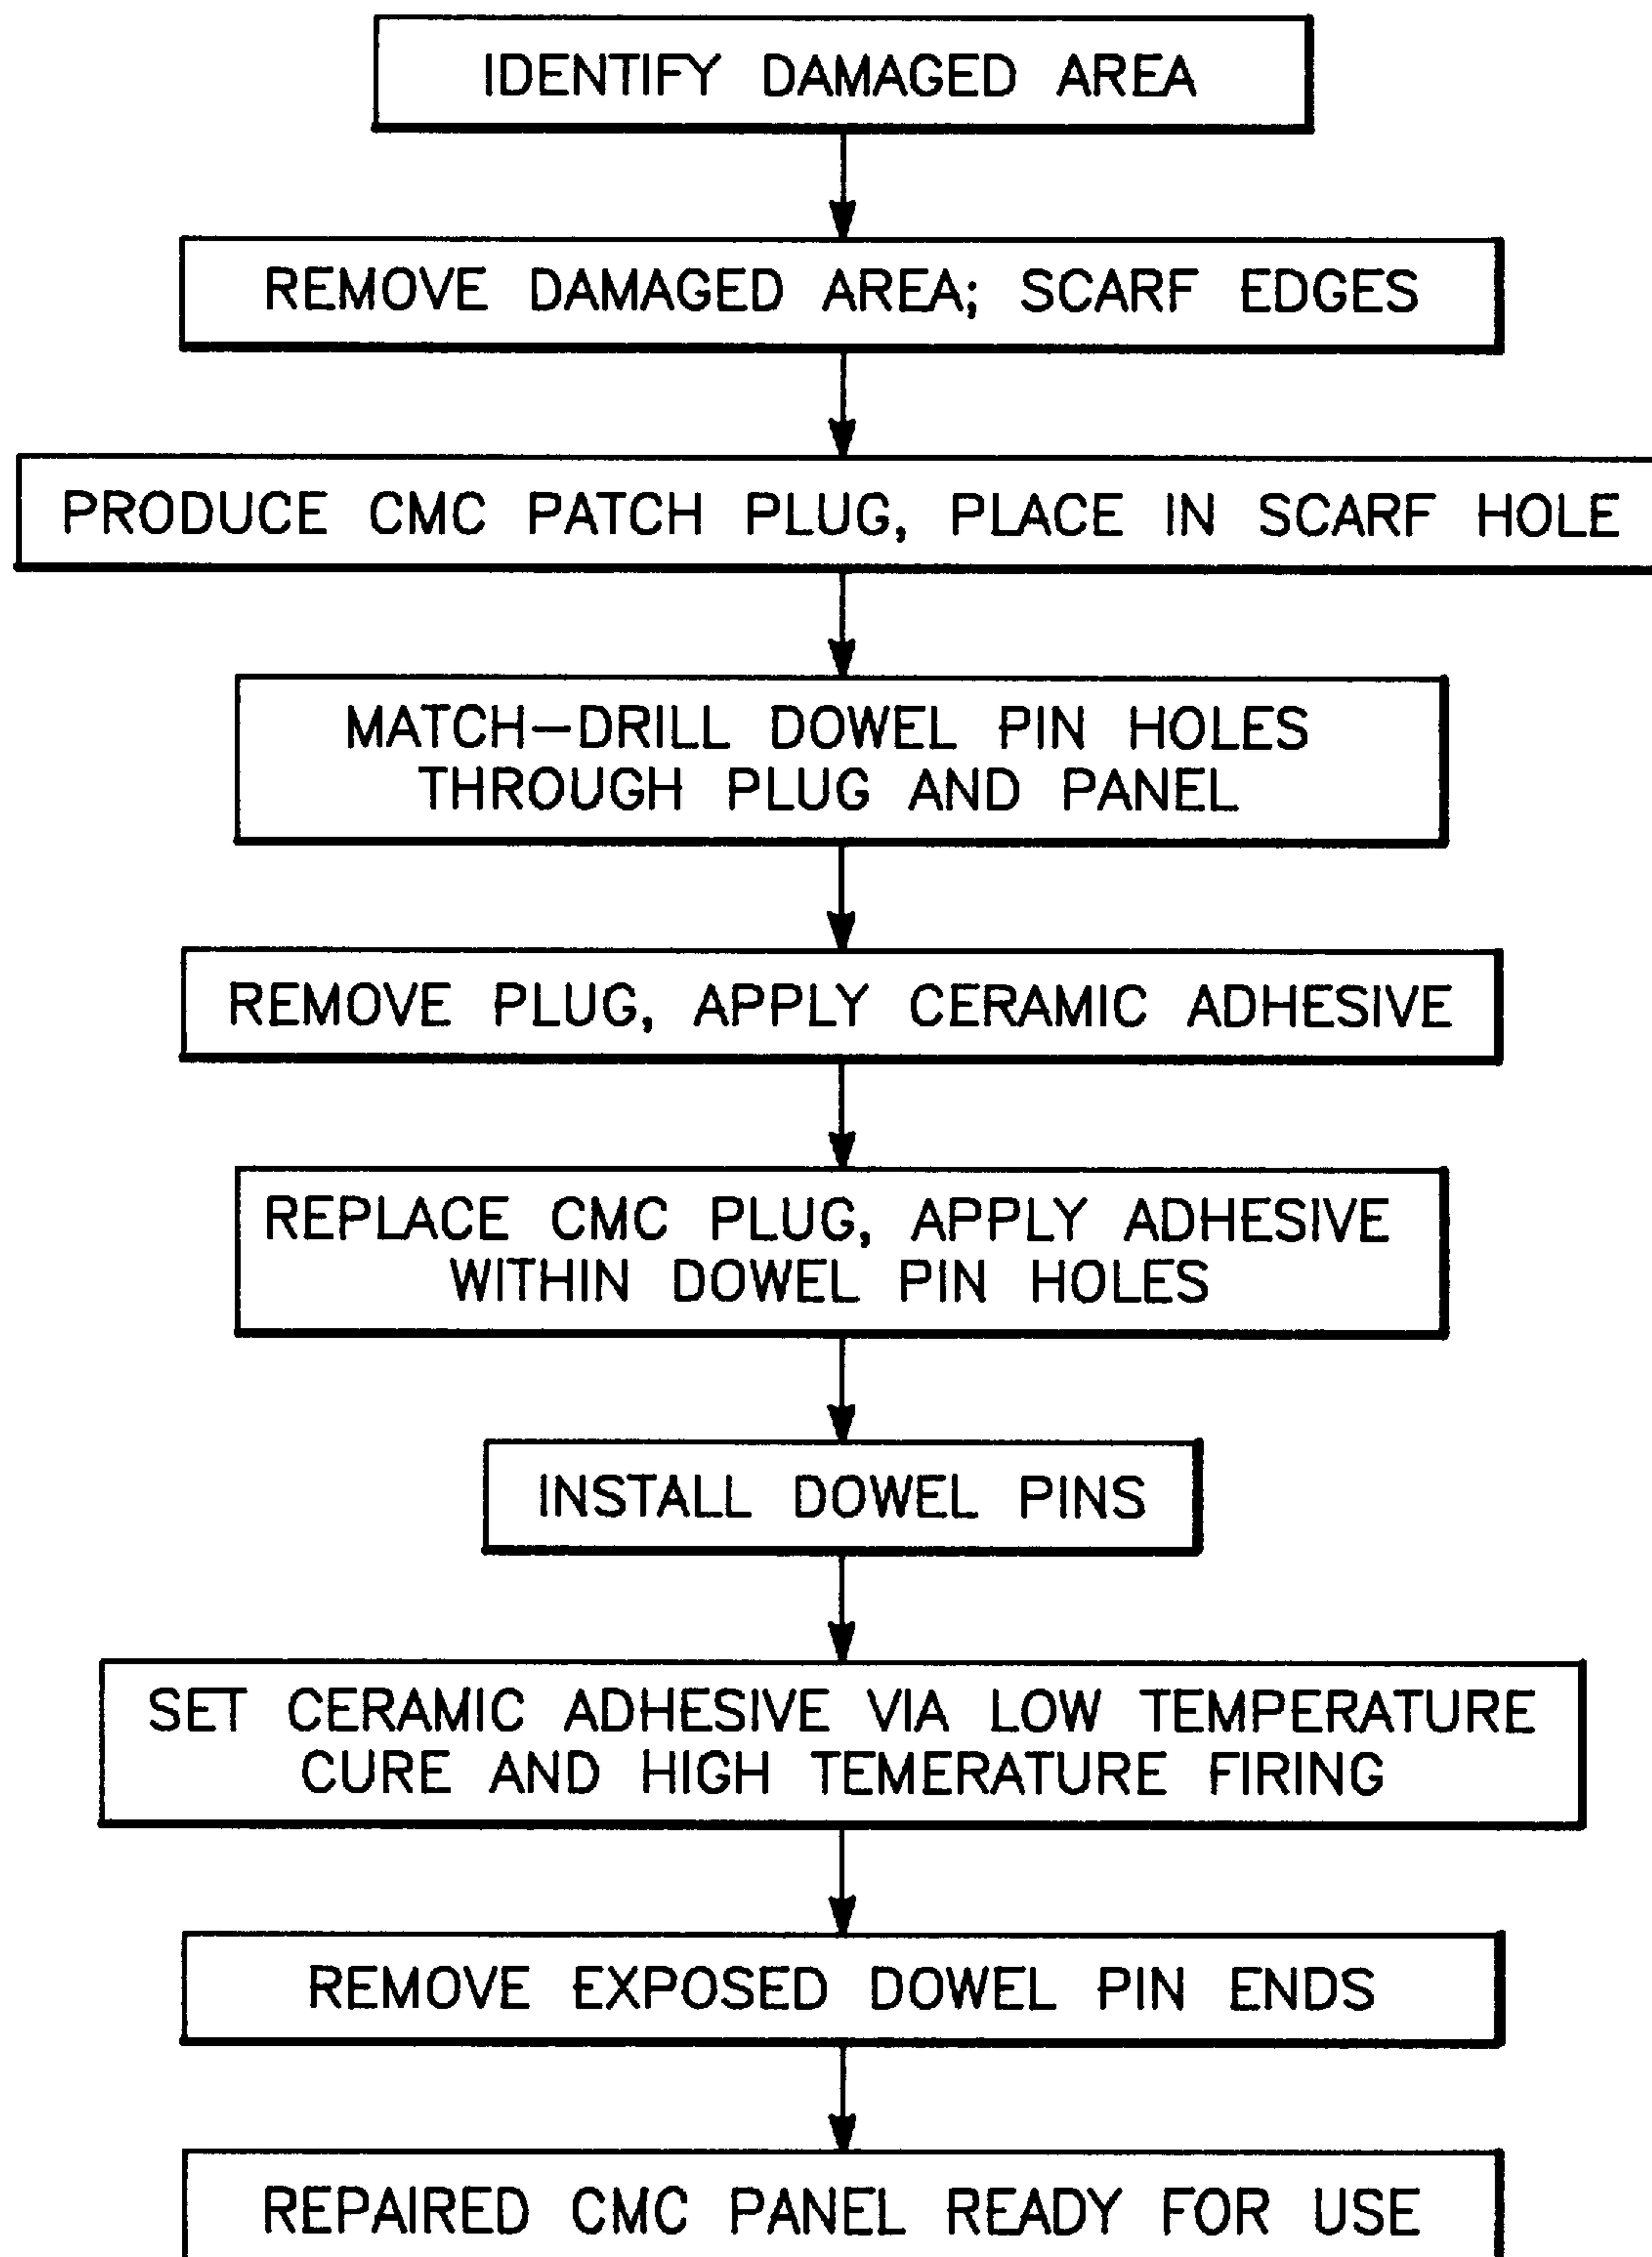 IDENTIFY DAMAGED AREA
REMOVE DAMAGED AREA; SCARF EDGES
PRODUCE CMC PATCH PLUG, PLACE IN SCARF HOLE
MATCH-DRILL DOWEL PIN HOLES
THROUGH PLUG AND PANEL
REMOVE PLUG, APPLY CERAMIC ADHESIVE
REPLACE CMC PLUG, APPLY ADHESIVE
WITHIN DOWEL PIN HOLES
INSTALL DOWEL PINS
SET CERAMIC ADHESIVE VIA LOW TEMPERATURE
CURE AND HIGH TEMERATURE FIRING
REMOVE EXPOSED DOWEL PIN ENDS
REPAIRED CMC PANEL READY FOR USE